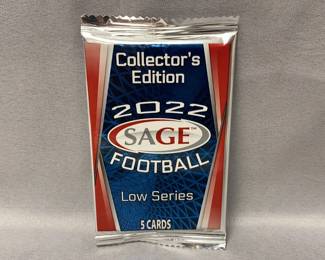 Collector's
Edition
2022
SAGE
FOOTBALL
Low Series
5 CARDS